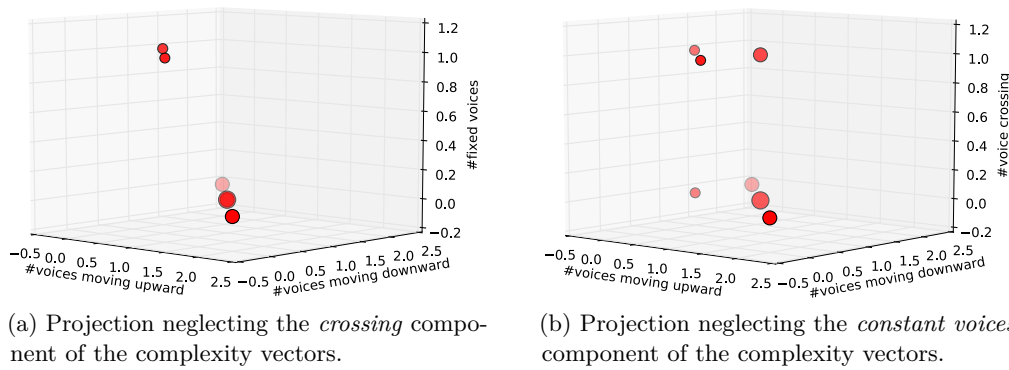 1.2
1.0
0.8
0.6
0.4
0.2
0.0
−0.2
#fixed voices
−0.5 0.0 0.5 1.0 1.5 2.0 2.5
#voices moving upward
−0.5 0.0 0.5 1.0 1.5 2.0 2.5
#voices moving downward
(a) Projection neglecting the crossing compo-
nent of the complexity vectors.
1.2
1.0
0.8
0.6
0.4
0.2
0.0
−0.2
#voice crossing
−0.5 0.0 0.5 1.0 1.5 2.0 2.5
#voices moving upward
−0.5 0.0 0.5 1.0 1.5 2.0 2.5
#voices moving downward
(b) Projection neglecting the constant voices
component of the complexity vectors.